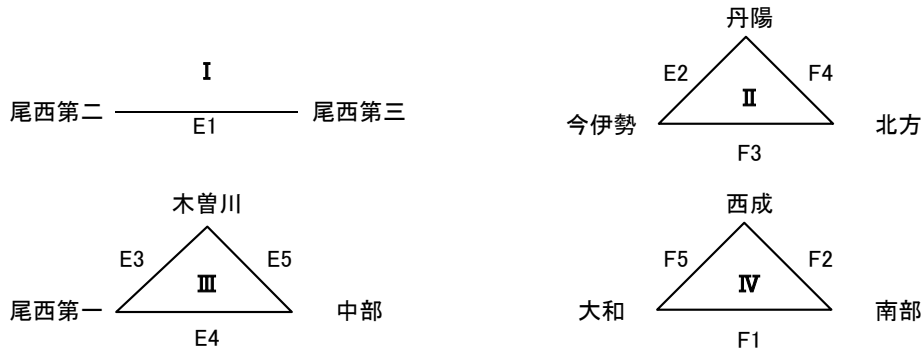 Ⅰ
尾西第二
尾西第三
E1
丹陽
E2
F4
Ⅱ
今伊勢
北方
F3
木曽川
E3
E5
Ⅲ
尾西第一
中部
E4
西成
F5
F2
Ⅳ
大和
南部
F1